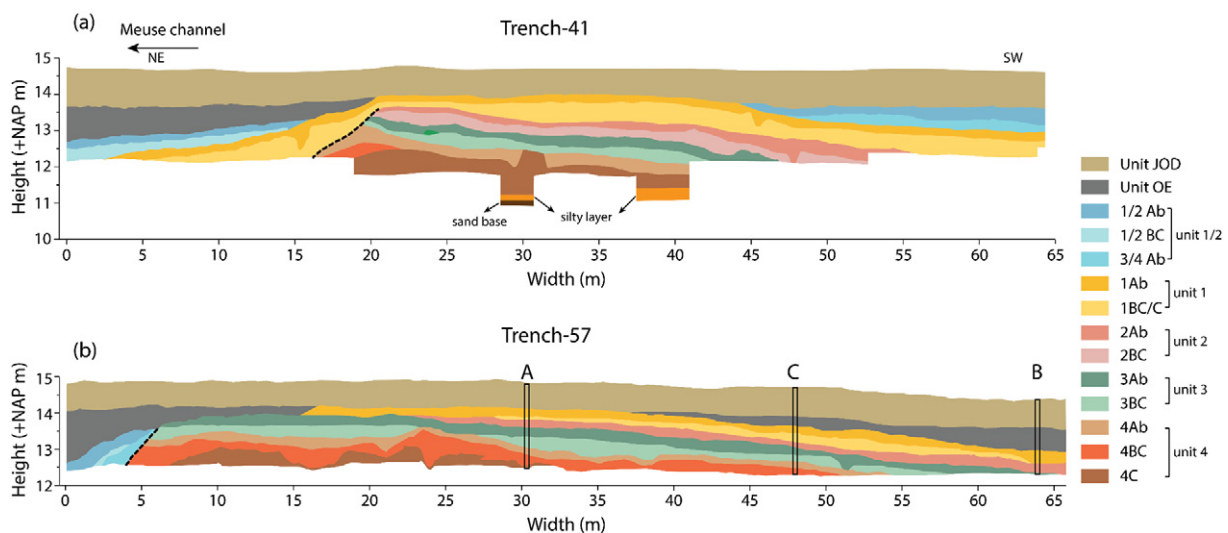 (a)
Meuse channel
NE
Trench-41
SW
Height (+NAP m)
15
14
13
12
11
10
sand base
silty layer
0 5 10 15 20 25 30 35 40 45 50 55 60 65
Width (m)
(b)
Trench-57
A
C
B
Height (+NAP m)
15
14
13
12
0 5 10 15 20 25 30 35 40 45 50 55 60 65
Width (m)
Unit JOD
Unit OE
1/2 Ab
1/2 BC
unit 1/2
3/4 Ab
1Ab
unit 1
1BC/C
2Ab
unit 2
2BC
3Ab
unit 3
3BC
4Ab
4BC
unit 4
4C